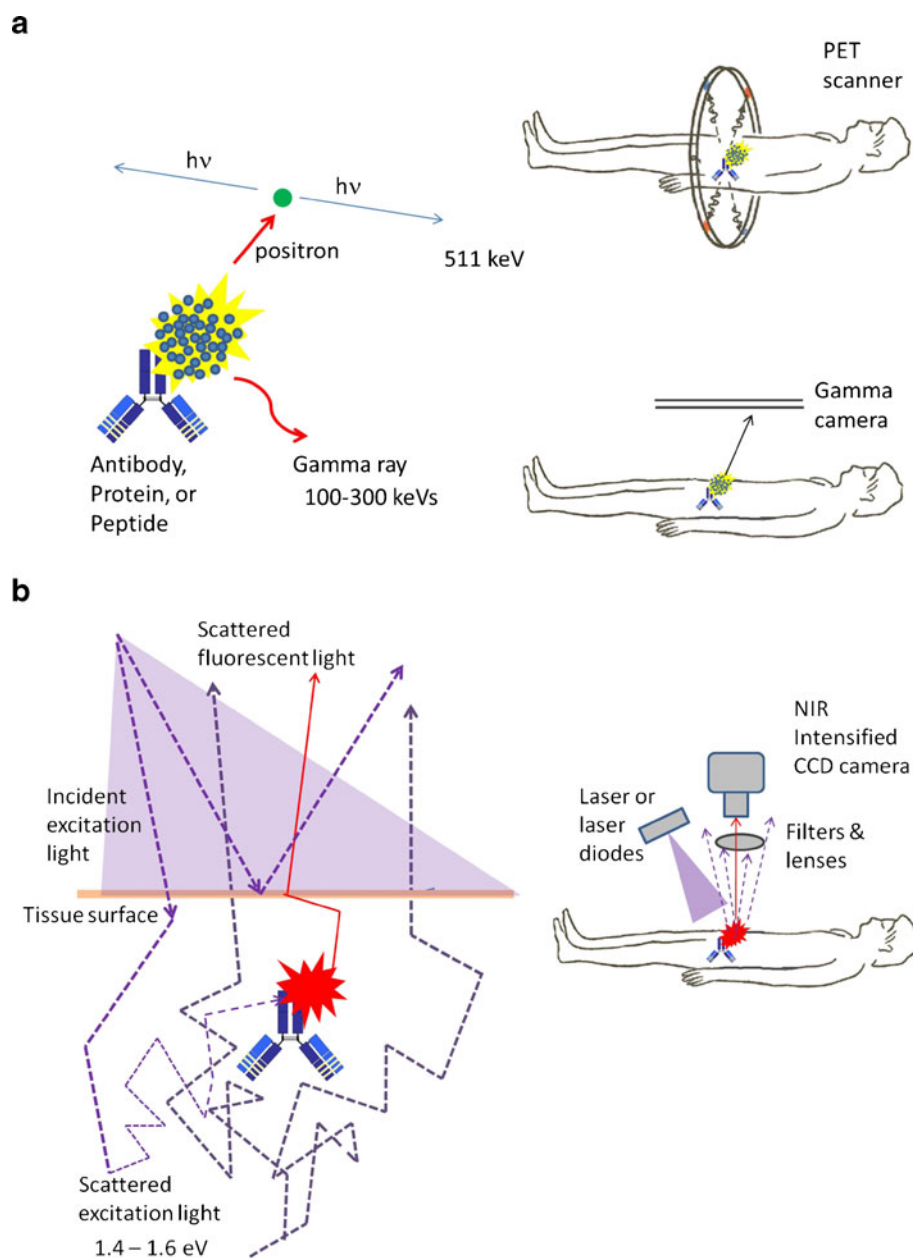 a
PET
scanner
hν
hν
positron
511 keV
Antibody,
Protein, or
Peptide
Gamma ray
100-300 keVs
Gamma
camera
b
Scattered
fluorescent light
Incident
excitation
light
Tissue surface
Scattered
excitation light
1.4 – 1.6 eV
NIR
Intensified
CCD camera
Laser or
laser
diodes
Filters &
lenses